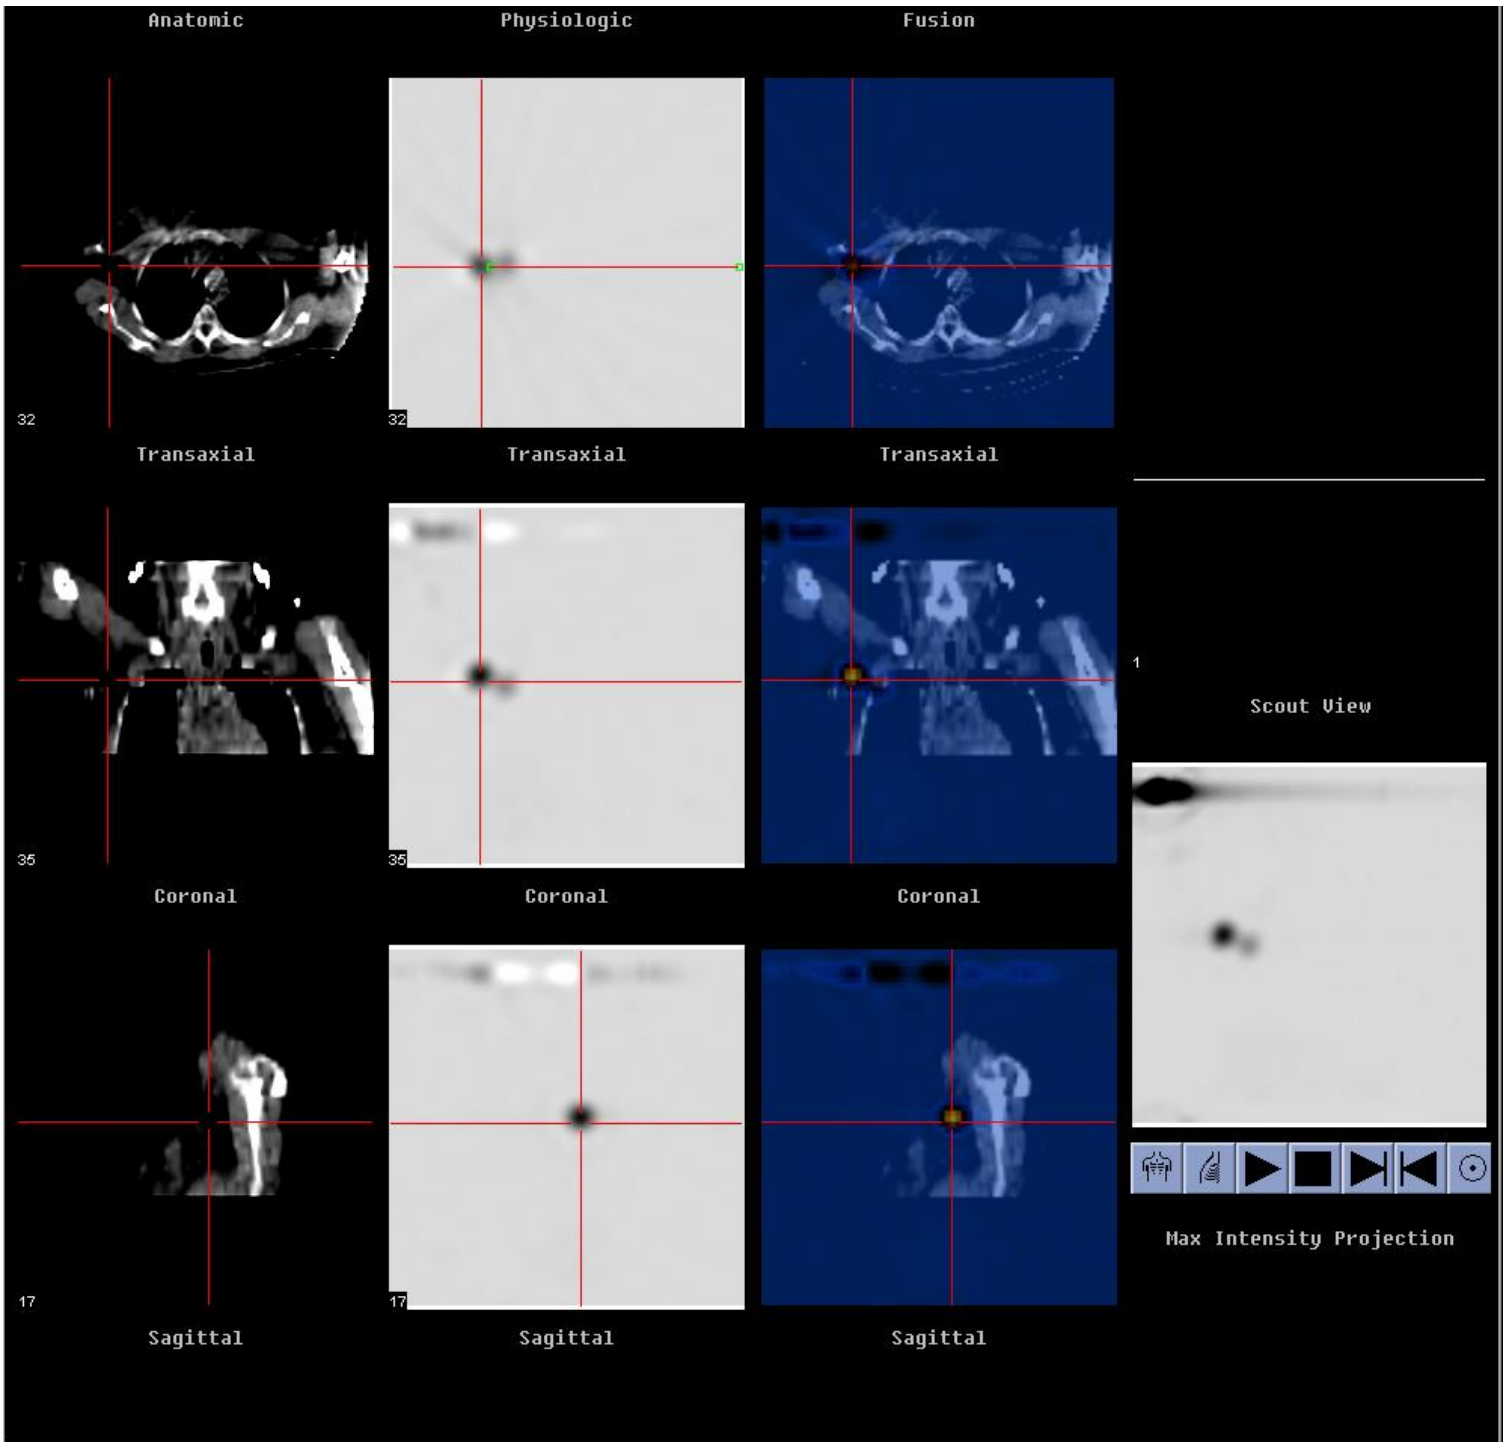 Anatomic Physiologic Fusion
32 32
Transaxial Transaxial Transaxial
1
Scout View
35 35
Coronal Coronal Coronal
Max Intensity Projection
17 17
Sagittal Sagittal Sagittal